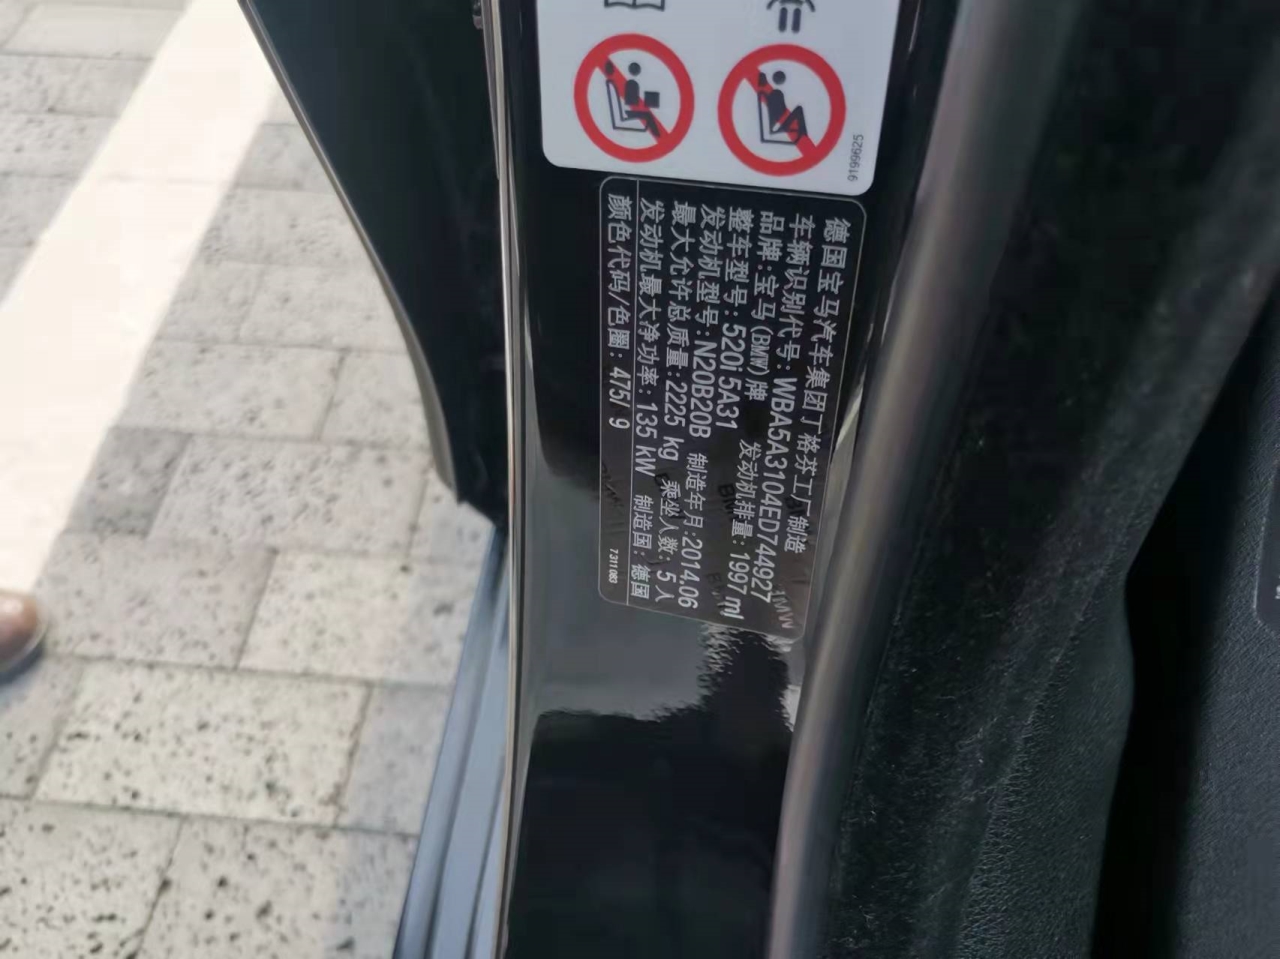 9199625
德国宝马汽车集团丁格芬工厂制造
车辆识别代号: WBA5A3104ED744927
品牌:宝马(BMW)牌 发动机排量: 1997 ml
整车型号: 520i 5A31
发动机型号: N20B20B 制造年月:2014.06
最大允许总质量:2225 kg 乘坐人数: 5 人
发动机最大净功率: 135 kW 制造国: 德国
颜色代码/色圈: 475/ 9
7311083